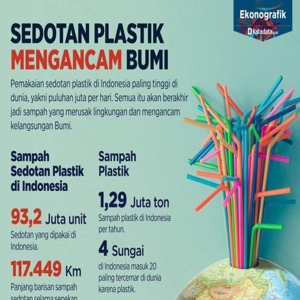 Ekonografik
D katadata
SEDOTAN PLASTIK
MENGANCAM BUMI
Pemakaian sedotan plastik di Indonesia paling tinggi di
dunia, yakni puluhan juta per hari. Semua itu akan berakhir
jadi sampah yang merusak lingkungan dan mengancam
kelangsungan Bumi.
Sampah
Sedotan Plastik
di Indonesia
93,2 Juta unit
Sedotan yang dipakai di
Indonesia.
117.449 Km
Panjang barisan sampah
sedotan selama sepekan
Sampah
Plastik
1,29 Juta ton
Sampah plastik di Indonesia
per tahun.
4 Sungai
di Indonesia masuk 20
paling tercemar di dunia
karena plastik.